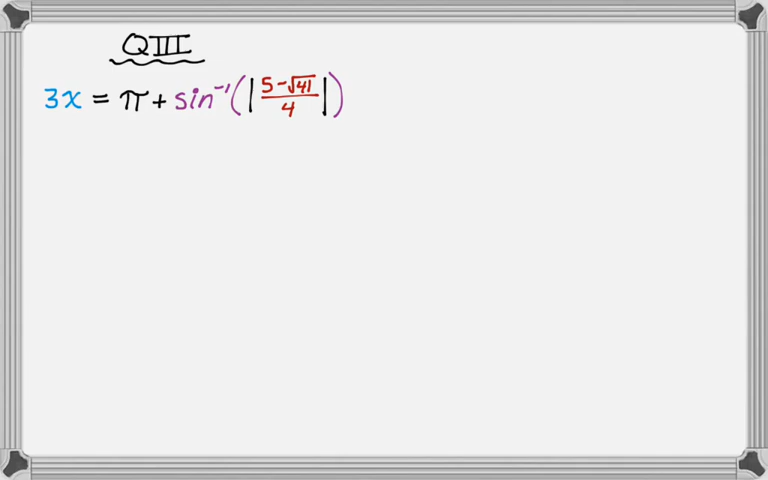 QIII
3x = π + sin⁻¹(|5-√41/4|)